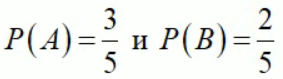 P(A) = 3/5 и P(B) = 2/5